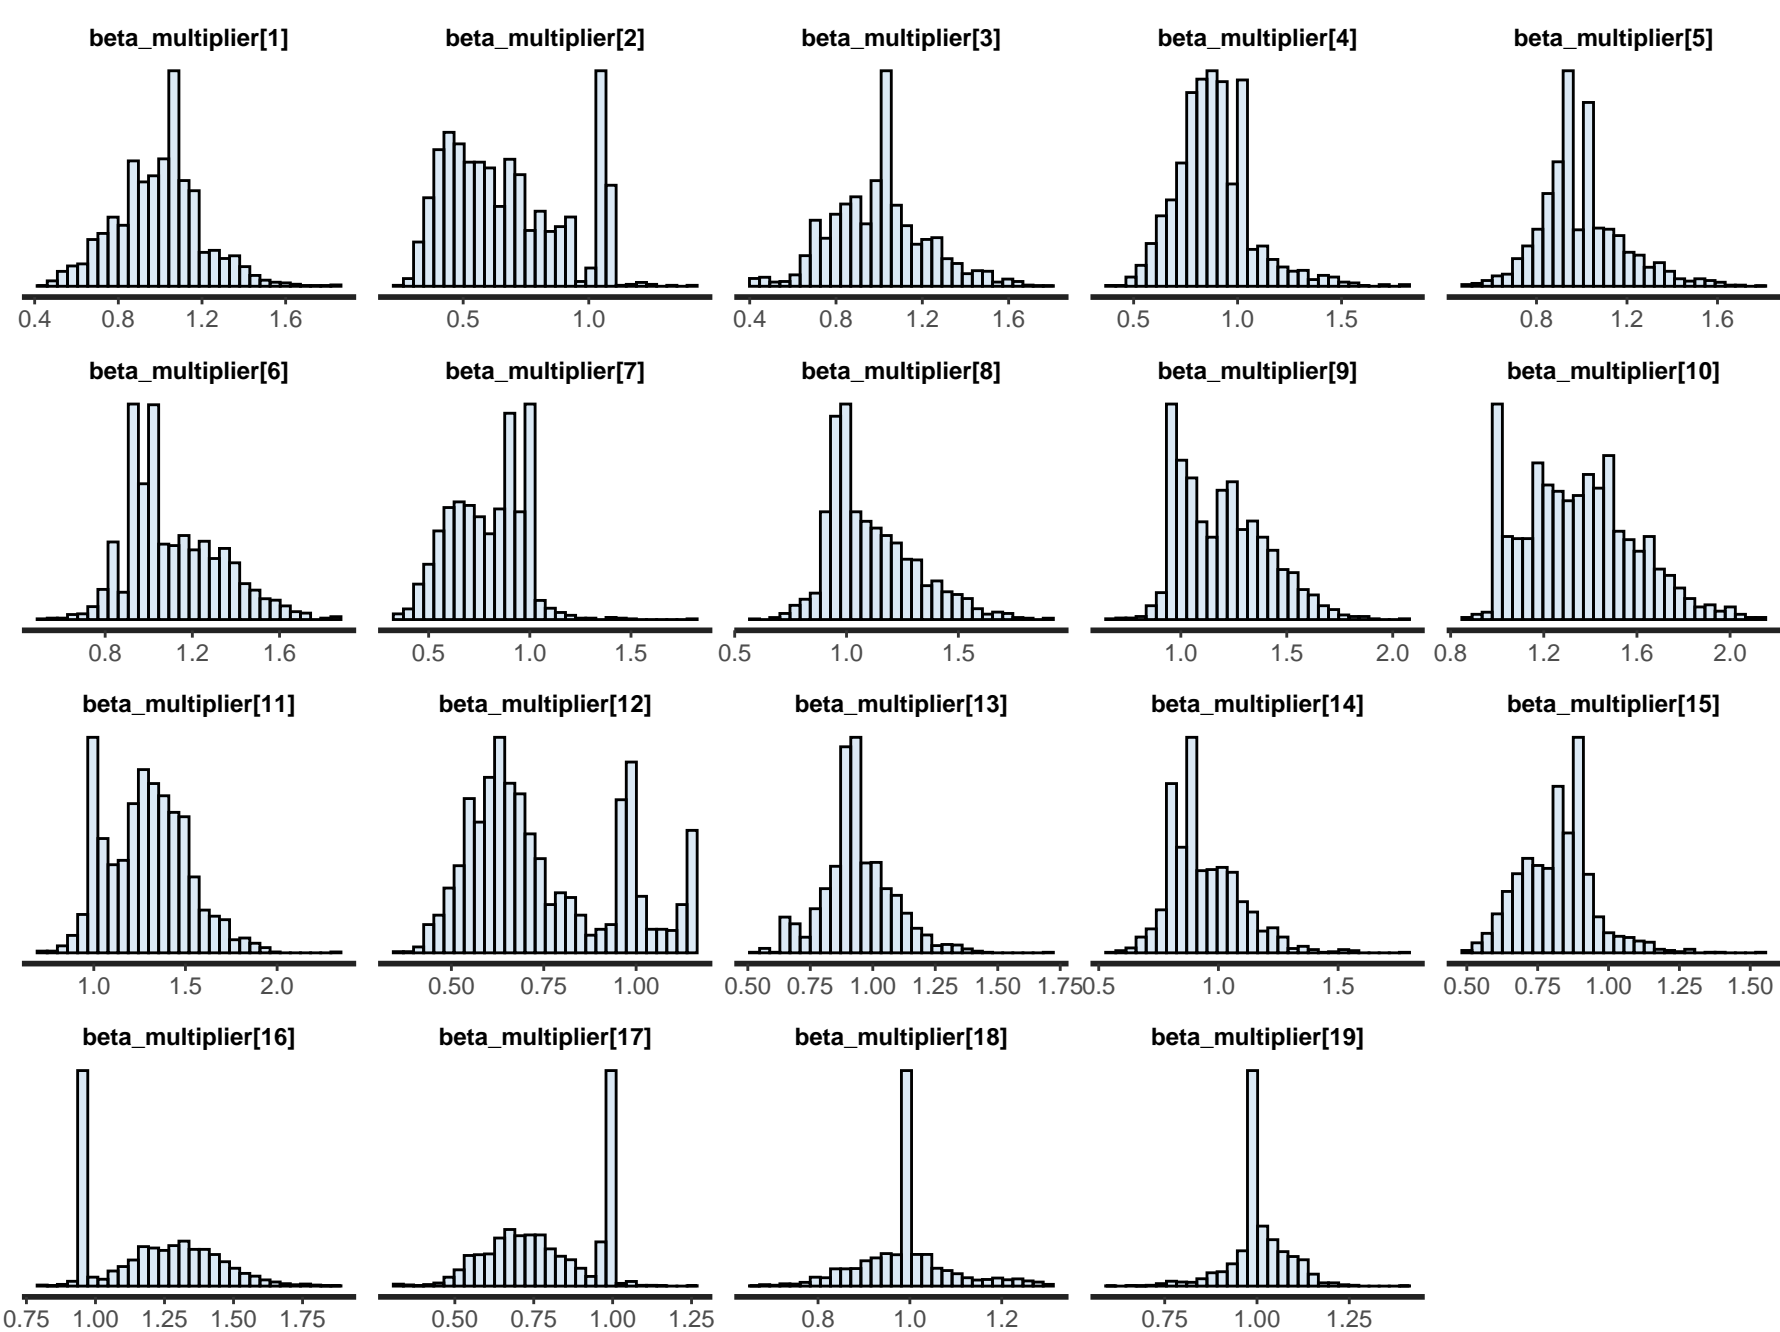 beta_multiplier[1] beta_multiplier[2] beta_multiplier[3] beta_multiplier[4] beta_multiplier[5]
0.4 0.8 1.2 1.6 0.5 1.0 0.4 0.8 1.2 1.6 0.5 1.0 1.5 0.8 1.2 1.6
beta_multiplier[6] beta_multiplier[7] beta_multiplier[8] beta_multiplier[9] beta_multiplier[10]
0.8 1.2 1.6 0.5 1.0 1.5 0.5 1.0 1.5 1.0 1.5 2.0 0.8 1.2 1.6 2.0
beta_multiplier[11] beta_multiplier[12] beta_multiplier[13] beta_multiplier[14] beta_multiplier[15]
1.0 1.5 2.0 0.50 0.75 1.00 0.50 0.75 1.00 1.25 1.50 1.75 0.5 1.0 1.5 0.50 0.75 1.00 1.25 1.50
beta_multiplier[16] beta_multiplier[17] beta_multiplier[18] beta_multiplier[19]
0.75 1.00 1.25 1.50 1.75 0.50 0.75 1.00 1.25 0.8 1.0 1.2 0.75 1.00 1.25